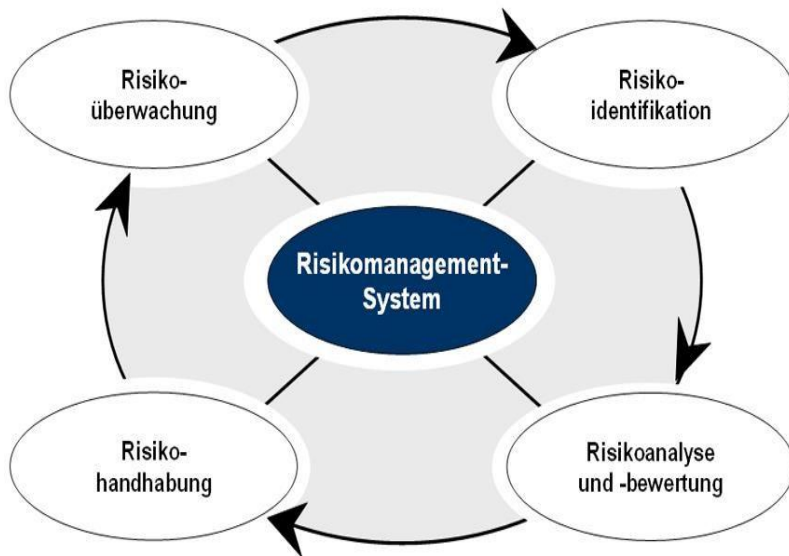 Risiko-
überwachung
Risiko-
identifikation
Risikomanagement-
System
Risiko-
handhabung
Risikoanalyse
und -bewertung